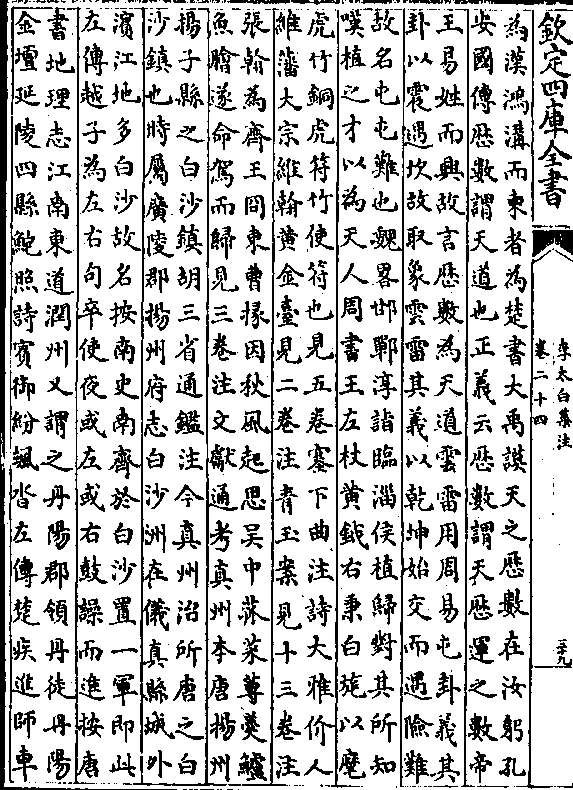 欽定四庫全書
李太白集注
卷二十四
二十九
為漢鴻溝而東者為楚書大禹謨天之厯數在汝躬孔
安國傳厯數謂天道也正義云厯數謂天厯運之數帝
王易姓而興故言厯數為天道雲雷用周易屯卦義其
卦以震遇坎故取象雲雷其義以乾坤始交而遇險難
故名屯屯難也魏畧邯鄲淳詣臨淄侯植歸對其所知
嘆植之才以為天人周書王左杖黃鉞右秉白旄以麾
虎竹銅虎符竹使符也見五卷塞下曲注詩大雅价人
維藩大宗維翰黃金臺見二卷注青玉案見十三卷注
張翰為齊王冏東曹掾因秋風起思吳中菰菜蓴羮鱸
魚膾遂命駕而歸見三卷注文獻通考真州本唐揚州
揚子縣之白沙鎮胡三省通鑑注今真州治所唐之白
沙鎮也時屬廣陵郡揚州府志白沙洲在儀真縣城外
濱江地多白沙故名按南史南齊於白沙置一軍即此
左傳越子為左右句卒使夜或左或右鼓譟而進按唐
書地理志江南東道潤州又謂之丹陽郡領丹徒丹陽
金壇延陵四縣鮑照詩賓御紛颯沓左傳楚疾進師車